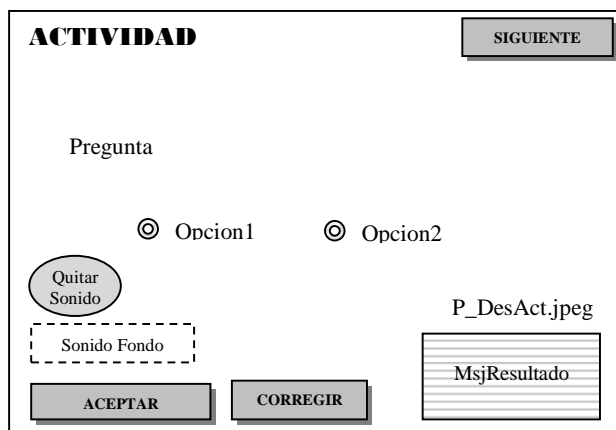 ACTIVIDAD
SIGUIENTE
Pregunta
Opcion1
Opcion2
Quitar
Sonido
P_DesAct.jpeg
Sonido Fondo
MsjResultado
ACEPTAR
CORREGIR